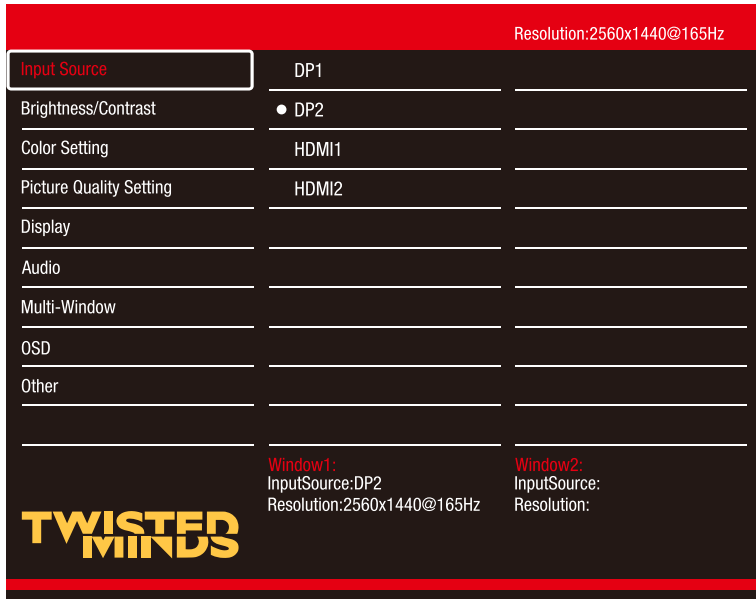 Resolution:2560x1440@165Hz
Input Source
DP1
Brightness/Contrast
DP2
Color Setting
HDMI1
Picture Quality Setting
HDMI2
Display
Audio
Multi-Window
OSD
Other
Window1:
InputSource:DP2
Resolution:2560x1440@165Hz
Window2:
InputSource:
Resolution:
TWISTED
MINDS